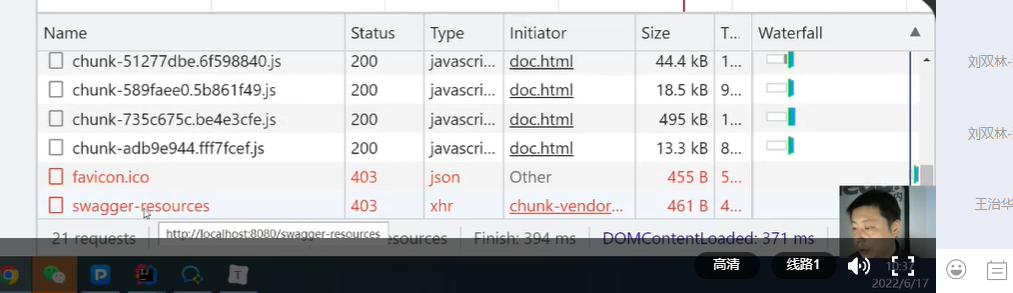 Name Status Type Initiator Size T... Waterfall
chunk-51277dbe.6f598840.js 200 javascri... doc.html 44.4 kB 1...
chunk-589faee0.5b861f49.js 200 javascri... doc.html 18.5 kB 9...
chunk-735c675c.be4e3cfe.js 200 javascri... doc.html 495 kB 1...
chunk-adb9e944.fff7fcef.js 200 javascri... doc.html 13.3 kB 8...
favicon.ico 403 json Other 455 B 5...
swagger-resources 403 xhr chunk-vendor... 461 B 4...
21 requests esources Finish: 394 ms DOMContentLoaded: 371 ms
http://localhost:8080/swagger-resources
高清 线路1
10:37
2022/6/17
刘双林-
刘双林-
王治华